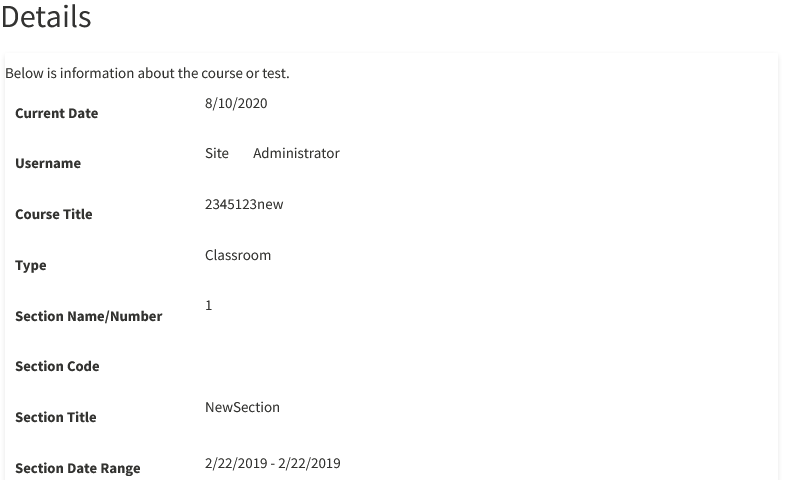 Details
Below is information about the course or test.
Current Date 8/10/2020
Username Site Administrator
Course Title 2345123new
Type Classroom
Section Name/Number 1
Section Code
Section Title NewSection
Section Date Range 2/22/2019 - 2/22/2019